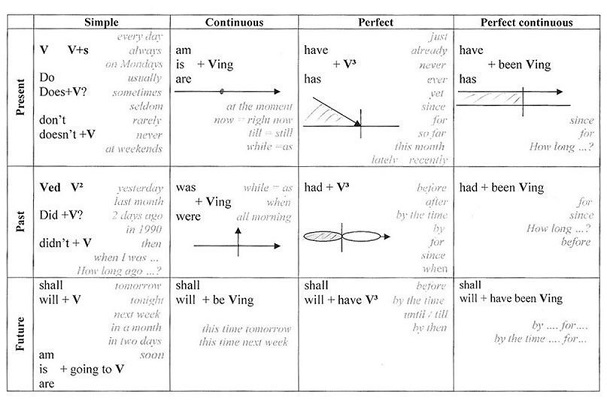 Simple Continuous Perfect Perfect continuous
Present
every day
V V+s always
on Mondays
Do usually
Does+V? sometimes
seldom
don't rarely
doesn't +V never
at weekends
am
is + Ving
are
at the moment
now = right now
till = still
while =as
have
+ V³
has
just
already
never
ever
yet
since
for
so far
this month
lately recently
have
+ been Ving
has
since
for
How long ...?
Past
Ved V² yesterday
last month
Did +V? 2 days ago
in 1990
didn't + V then
when I was ...
How long ago ...?
was while = as
+ Ving when
were all morning
had + V³ before
after
by the time
by
for
since
when
had + been Ving
for
since
How long ...?
before
Future
shall tomorrow
will + V tonight
next week
in a month
in two days
am soon
is + going to V
are
shall
will + be Ving
this time tomorrow
this time next week
shall before
will + have V³ by the time
until / till
by then
shall
will + have been Ving
by .... for....
by the time .... for...